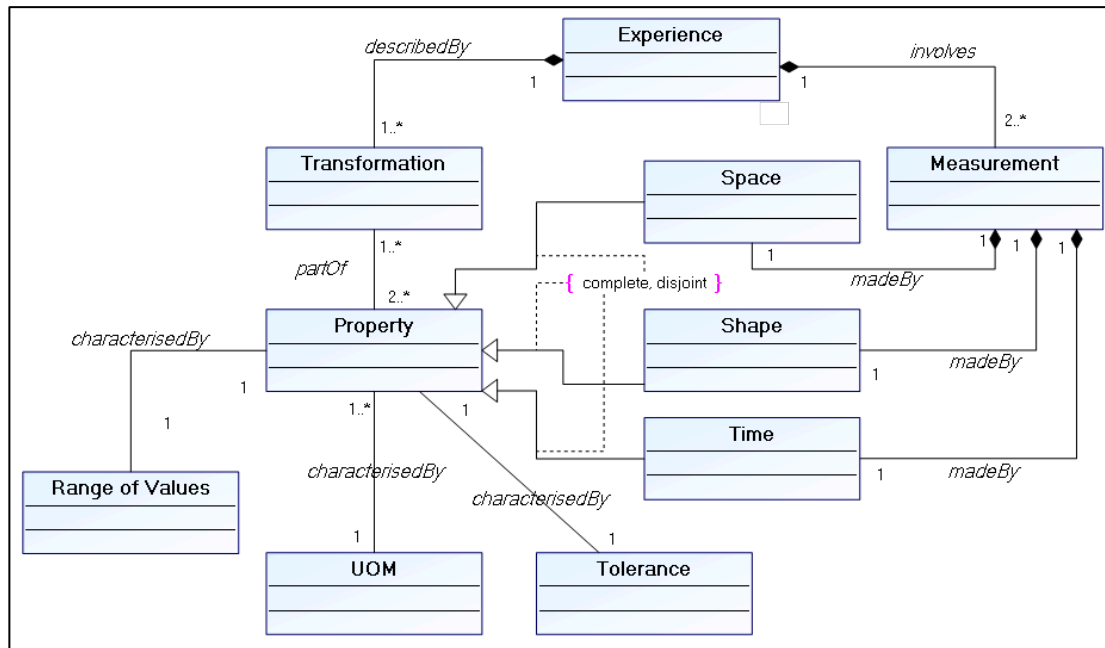 Experience
describedBy
involves
1
1
1..*
2..*
Transformation
Space
Measurement
1..*
1
1
1
1
partOf
madeBy
{ complete, disjoint }
2..*
Property
Shape
characterisedBy
madeBy
1
1
1..*
1
1
Time
characterisedBy
1
madeBy
Range of Values
characterisedBy
1
1
UOM
Tolerance